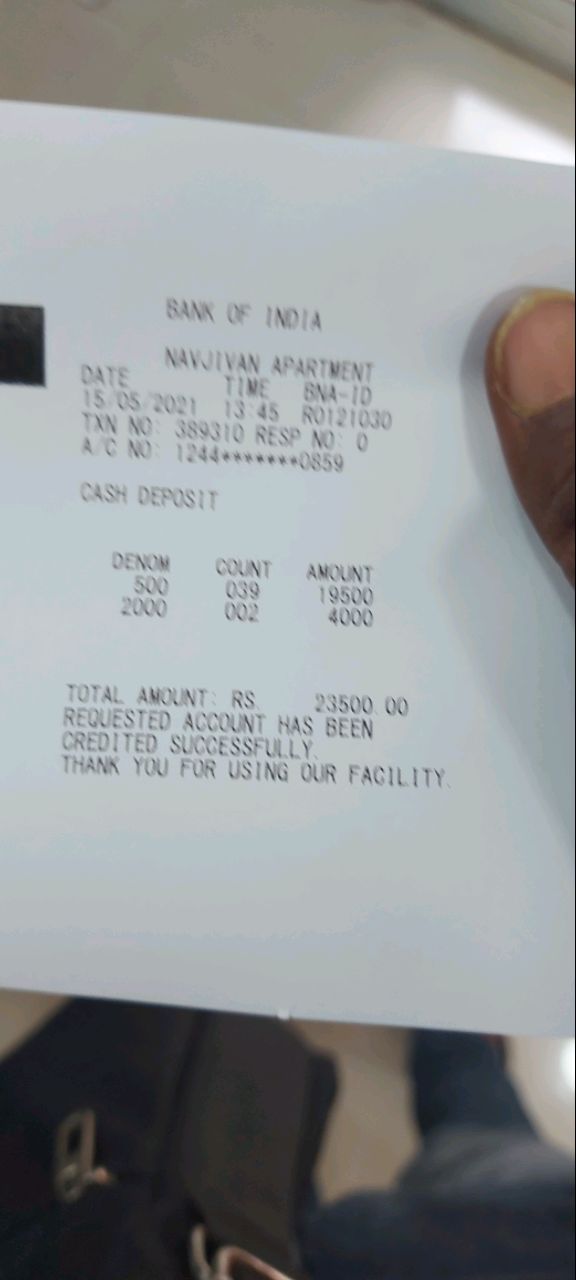 BANK OF INDIA
NAVJIVAN APARTMENT
DATE TIME BNA-ID
15/05/2021 13:45 R0121030
TXN NO: 389310 RESP NO: 0
A/C NO: 1244*******0859
CASH DEPOSIT
DENOM COUNT AMOUNT
500 039 19500
2000 002 4000
TOTAL AMOUNT: RS. 23500.00
REQUESTED ACCOUNT HAS BEEN
CREDITED SUCCESSFULLY.
THANK YOU FOR USING OUR FACILITY.